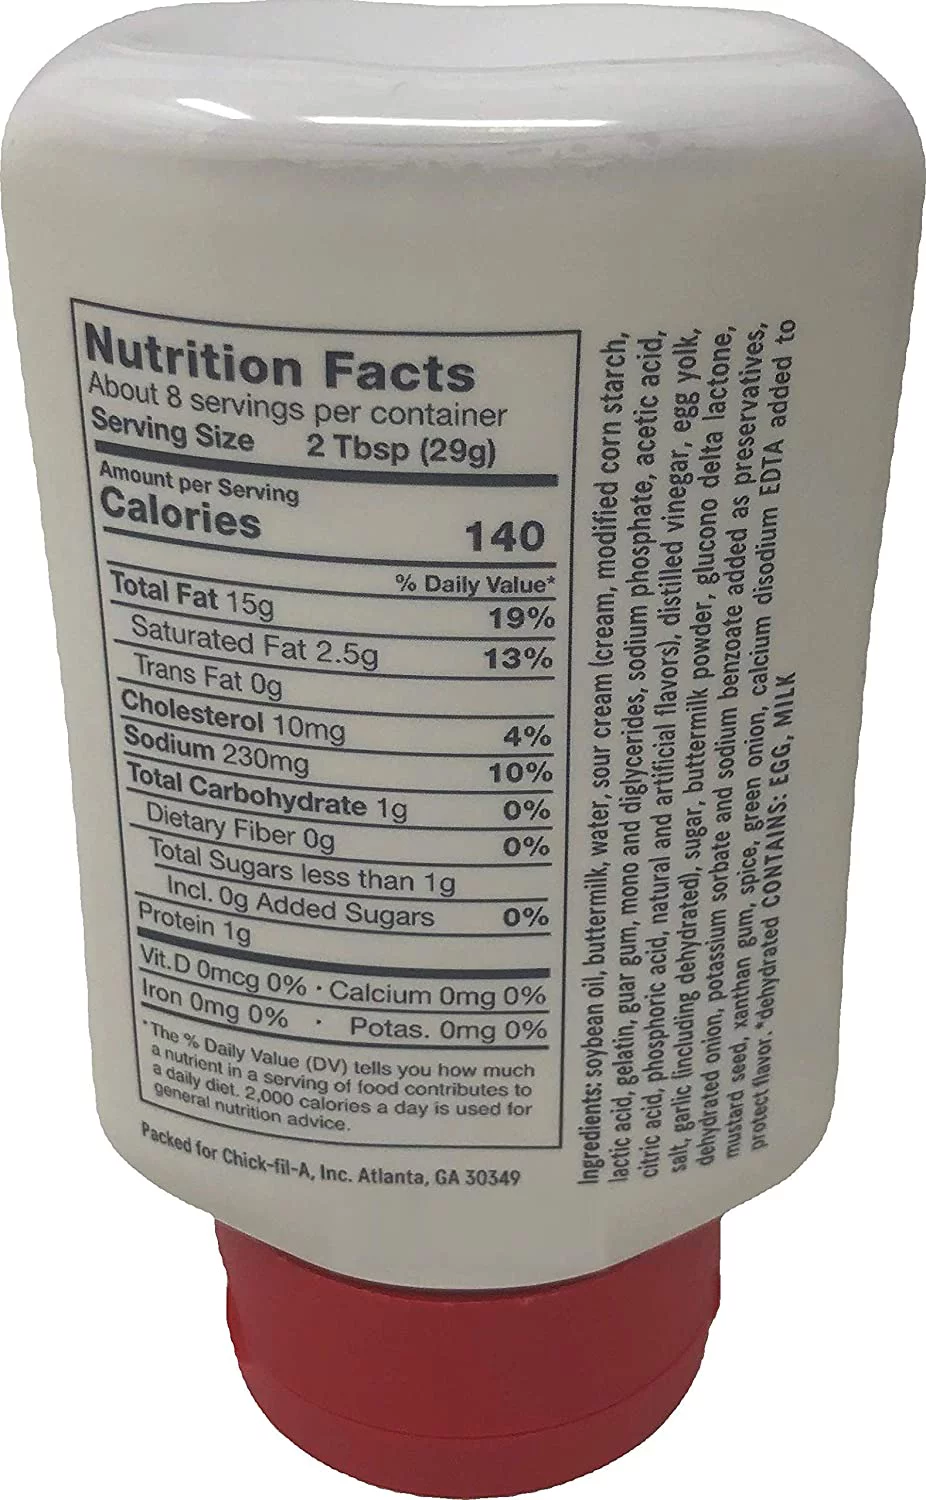 Nutrition Facts
About 8 servings per container
Serving Size 2 Tbsp (29g)
Amount per Serving
Calories 140
% Daily Value*
Total Fat 15g 19%
Saturated Fat 2.5g 13%
Trans Fat 0g
Cholesterol 10mg 4%
Sodium 230mg 10%
Total Carbohydrate 1g 0%
Dietary Fiber 0g 0%
Total Sugars less than 1g
Incl. 0g Added Sugars 0%
Protein 1g
Vit.D 0mcg 0% · Calcium 0mg 0%
Iron 0mg 0% · Potas. 0mg 0%
*The % Daily Value (DV) tells you how much
a nutrient in a serving of food contributes to
a daily diet. 2,000 calories a day is used for
general nutrition advice.
Packed for Chick-fil-A, Inc. Atlanta, GA 30349
Ingredients: soybean oil, buttermilk, water, sour cream (cream, modified corn starch,
lactic acid, gelatin, guar gum, mono and diglycerides, sodium phosphate, acetic acid,
citric acid, phosphoric acid, natural and artificial flavors), distilled vinegar, egg yolk,
salt, garlic (including dehydrated), sugar, buttermilk powder, glucono delta lactone,
dehydrated onion, potassium sorbate and sodium benzoate added as preservatives,
mustard seed, xanthan gum, spice, green onion, calcium disodium EDTA added to
protect flavor. *dehydrated CONTAINS: EGG, MILK